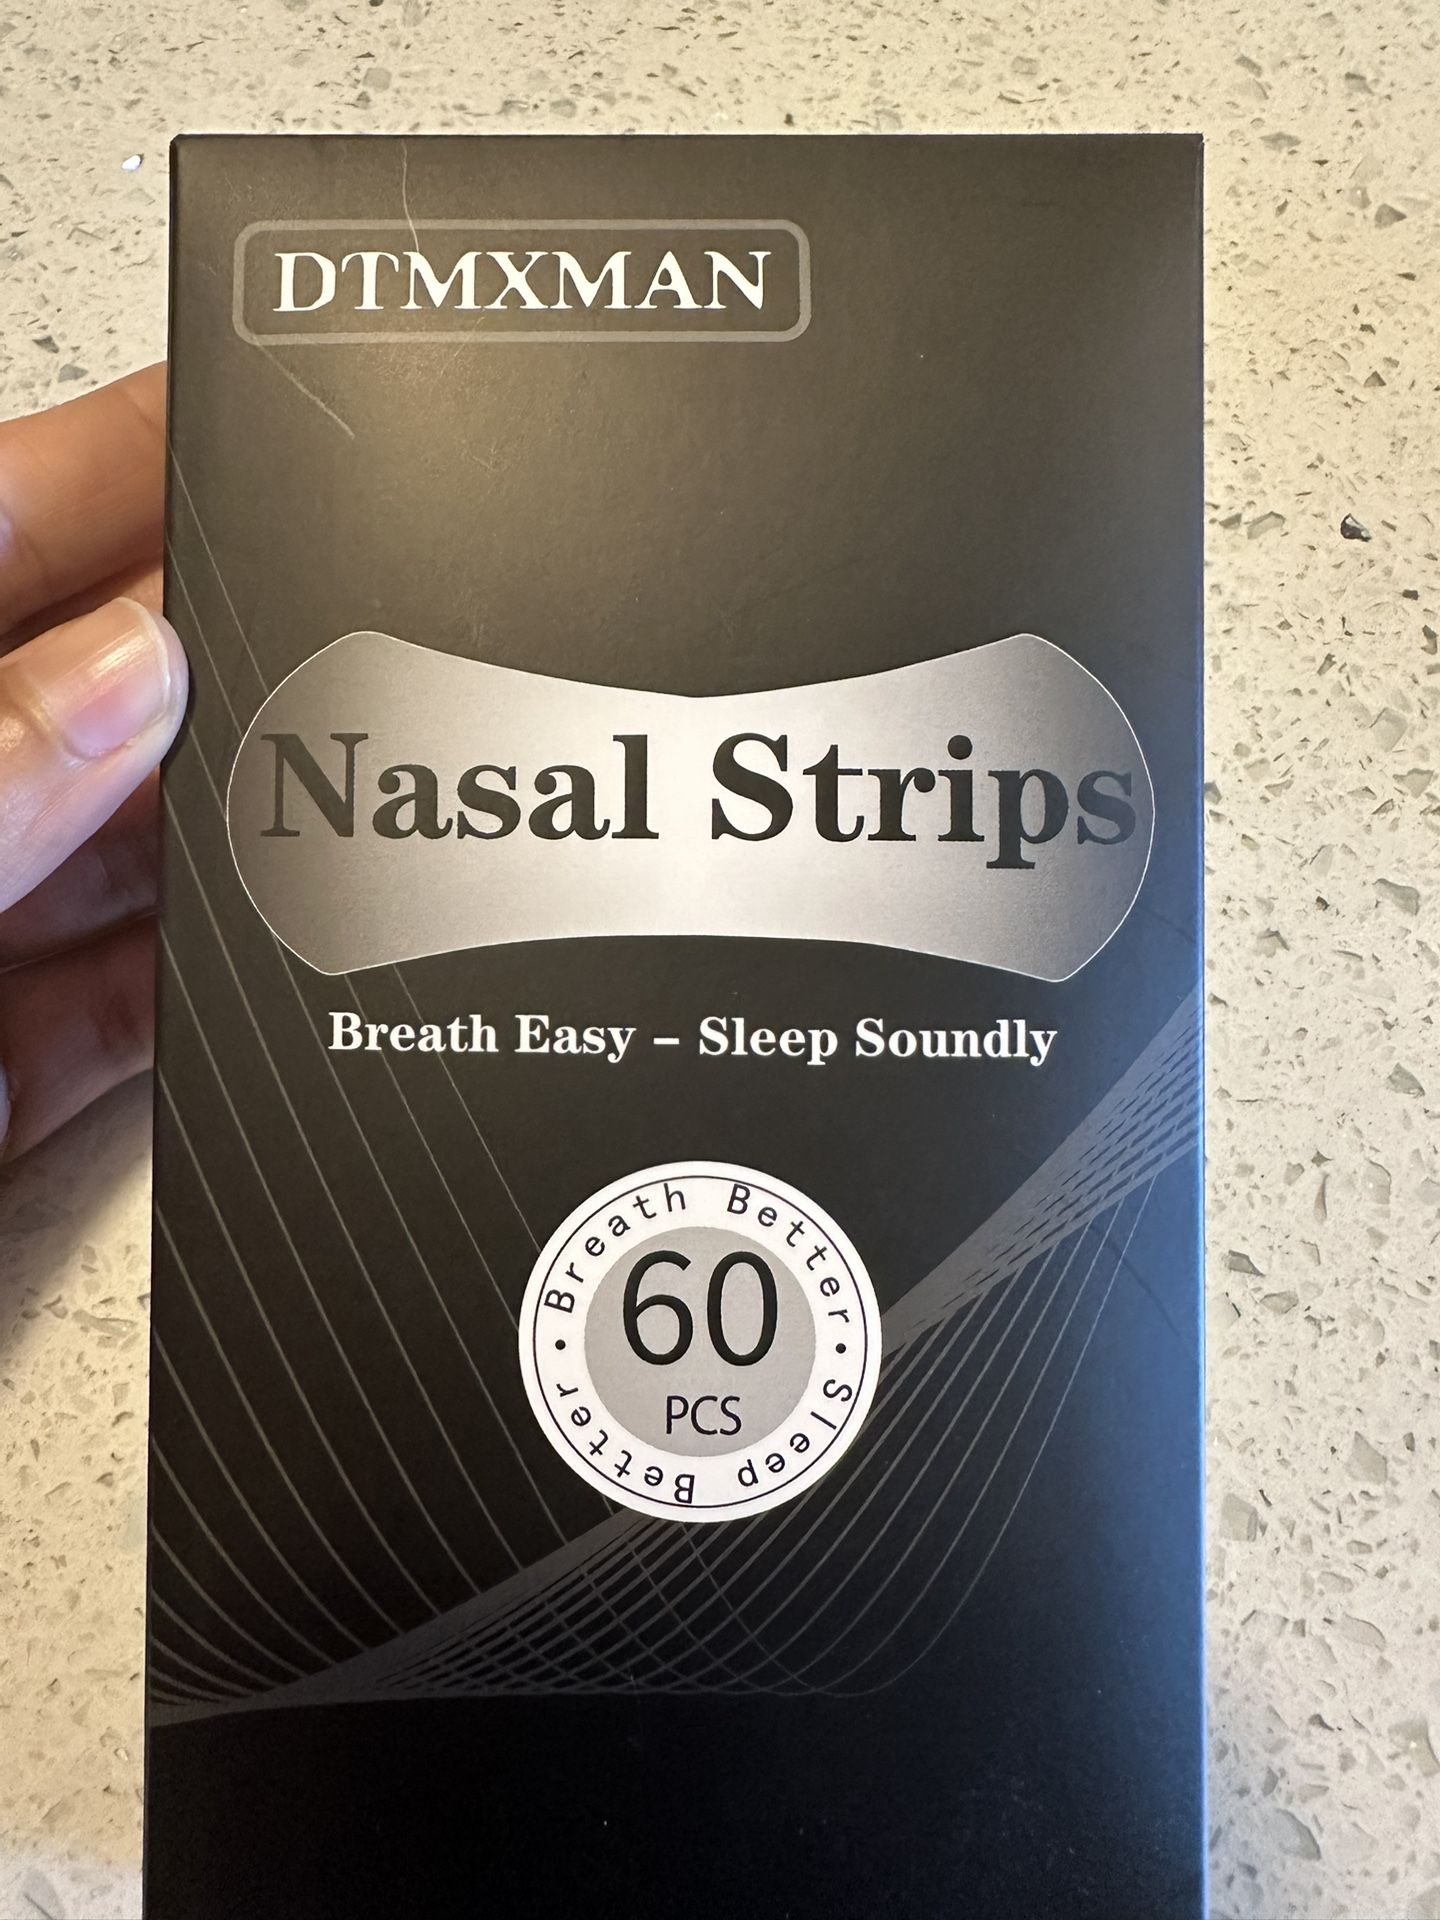 DTMXMAN
Nasal Strips
Breath Easy – Sleep Soundly
• Breath Better • Sleep Better
60
PCS